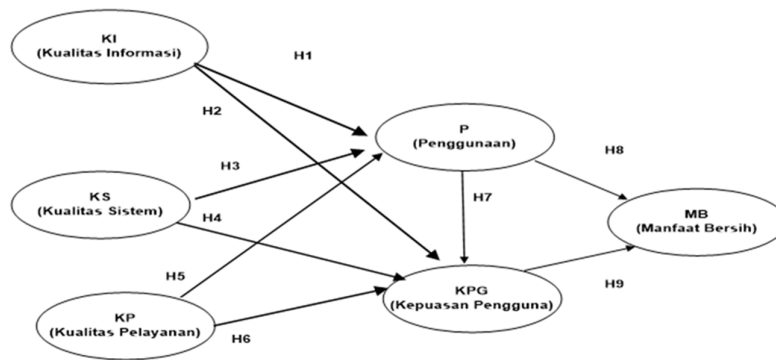 KI
(Kualitas Informasi)
H1
H2
P
(Penggunaan)
H8
H3
KS
(Kualitas Sistem)
H4
H7
MB
(Manfaat Bersih)
H5
KPG
(Kepuasan Pengguna)
H9
KP
(Kualitas Pelayanan)
H6